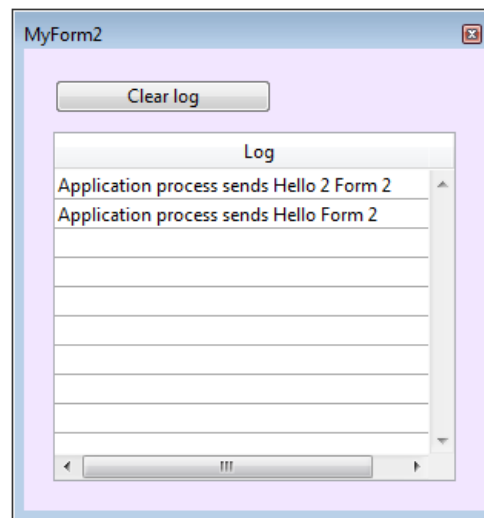 MyForm2
Clear log
Log
Application process sends Hello 2 Form 2
Application process sends Hello Form 2